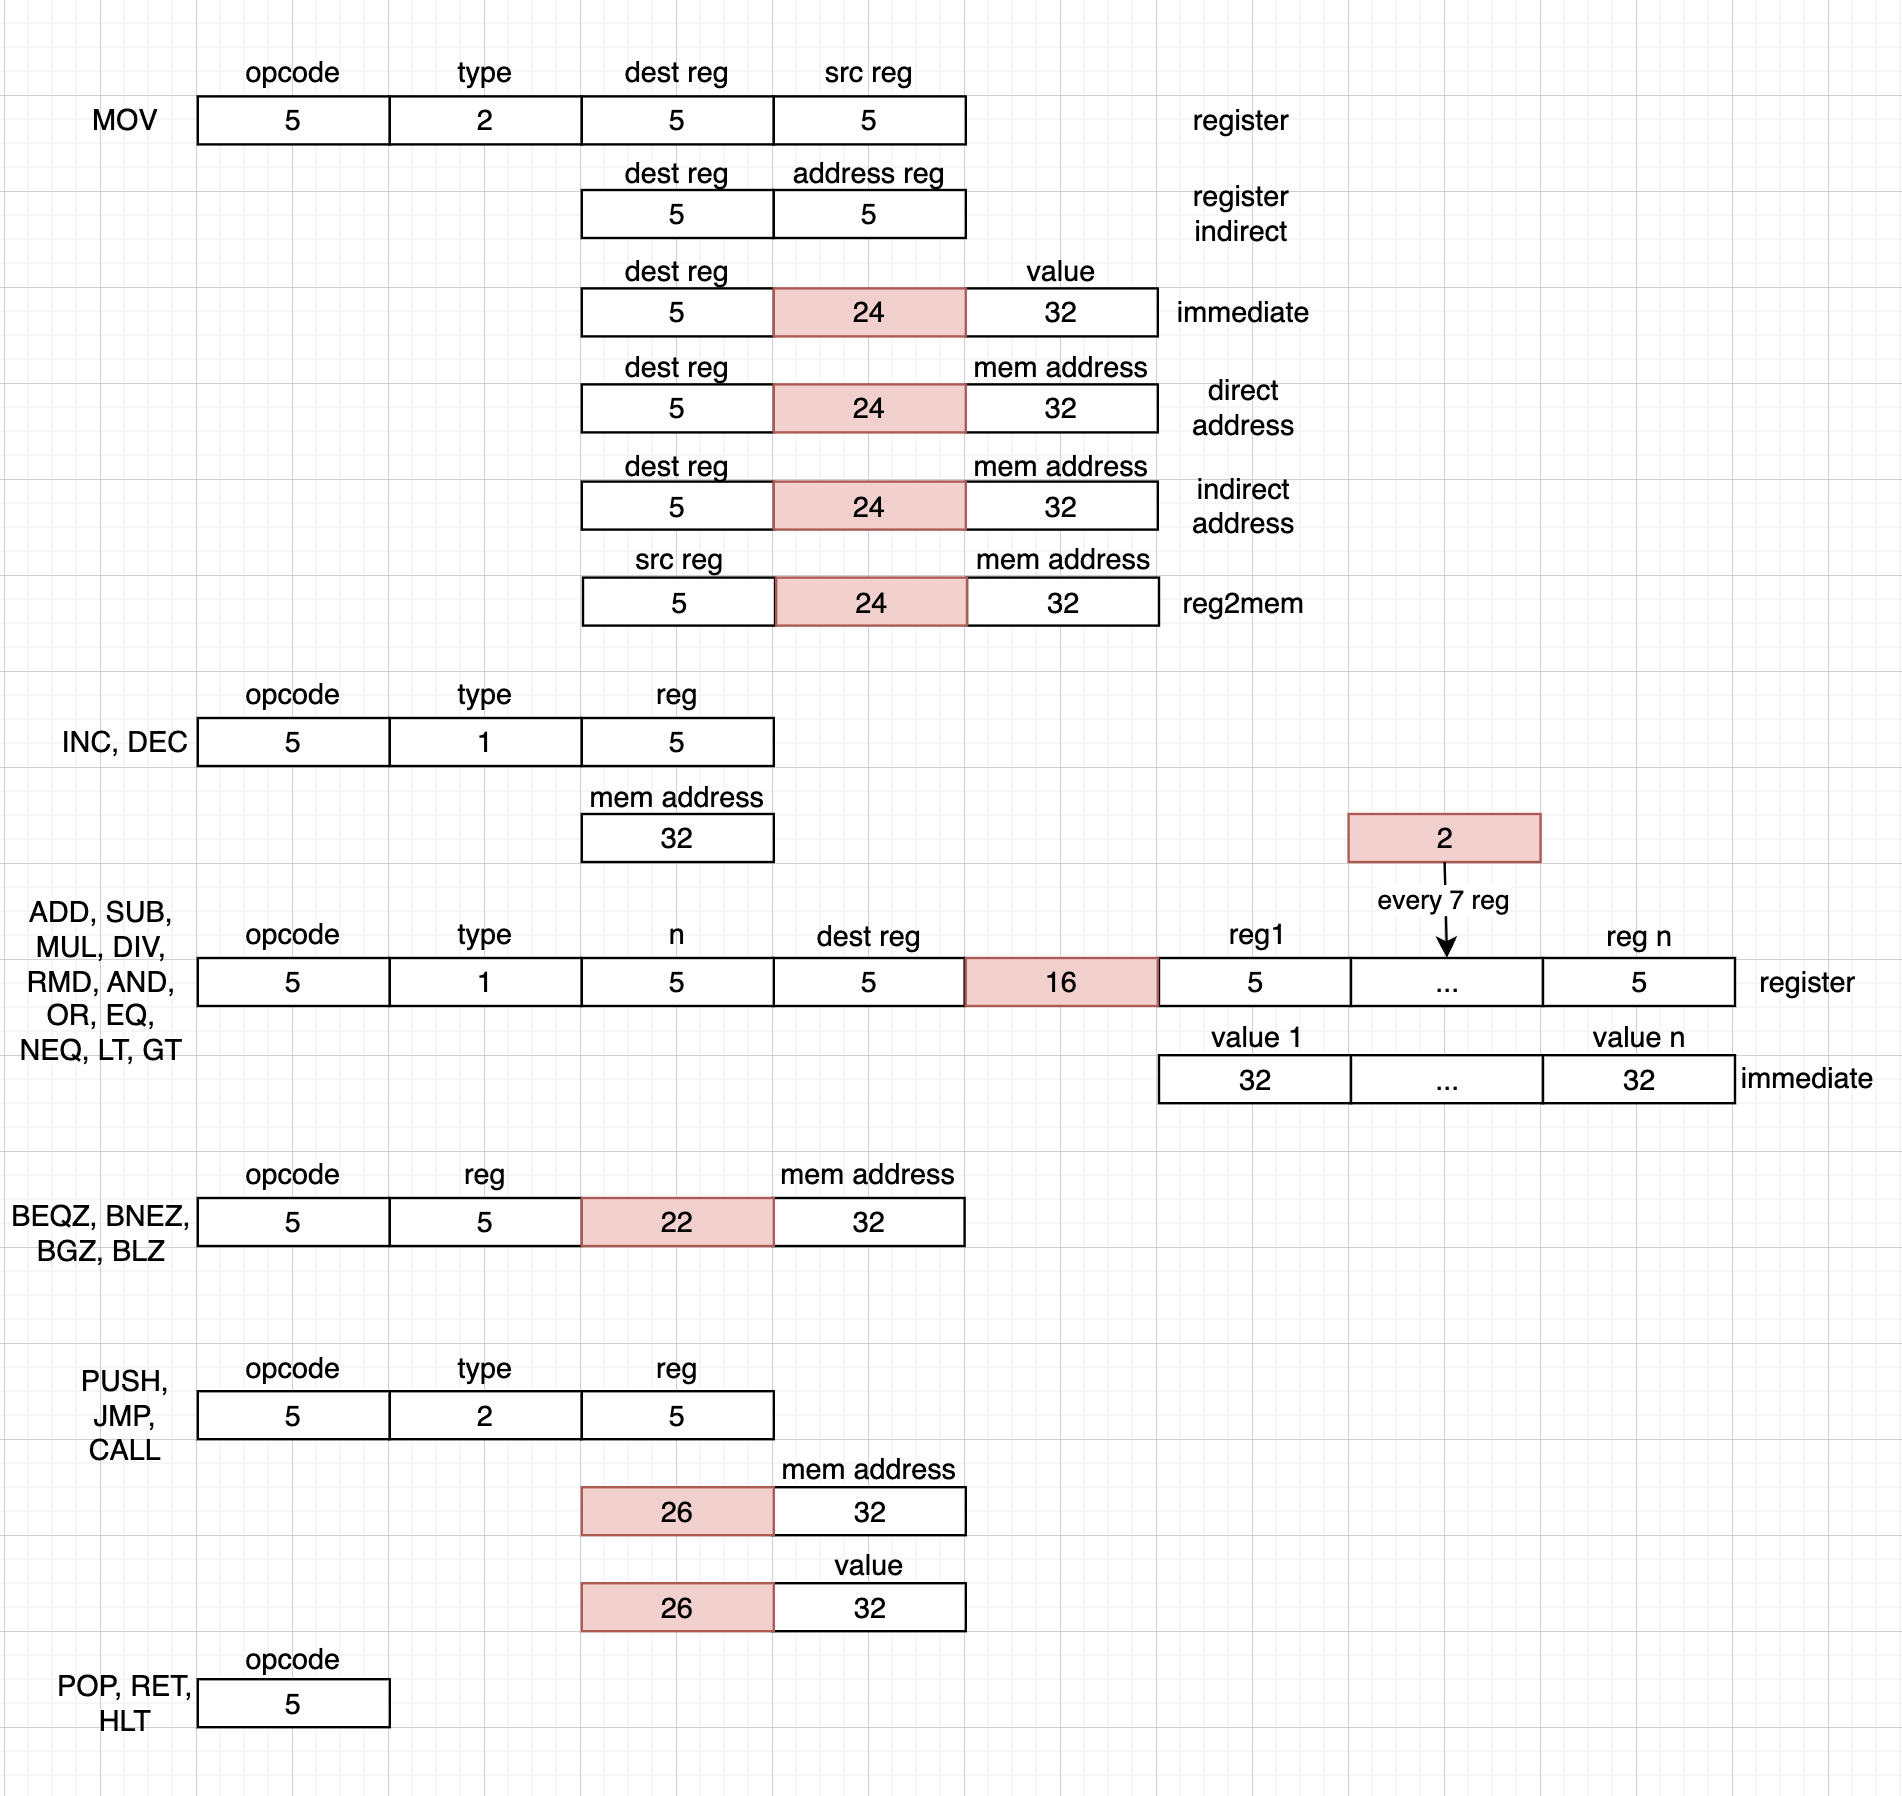 opcode type dest reg src reg
MOV 5 2 5 5 register
dest reg address reg
5 5 register
indirect
dest reg value
5 24 32 immediate
dest reg mem address
5 24 32 direct
address
dest reg mem address
5 24 32 indirect
address
src reg mem address
5 24 32 reg2mem
opcode type reg
INC, DEC 5 1 5
mem address
32
2
every 7 reg
ADD, SUB,
MUL, DIV,
RMD, AND,
OR, EQ,
NEQ, LT, GT
opcode type n dest reg reg1 reg n
5 1 5 5 16 5 ... 5 register
value 1 value n
32 ... 32 immediate
opcode reg mem address
BEQZ, BNEZ,
BGZ, BLZ
5 5 22 32
opcode type reg
PUSH,
JMP,
CALL
5 2 5
mem address
26 32
value
26 32
opcode
POP, RET,
HLT
5